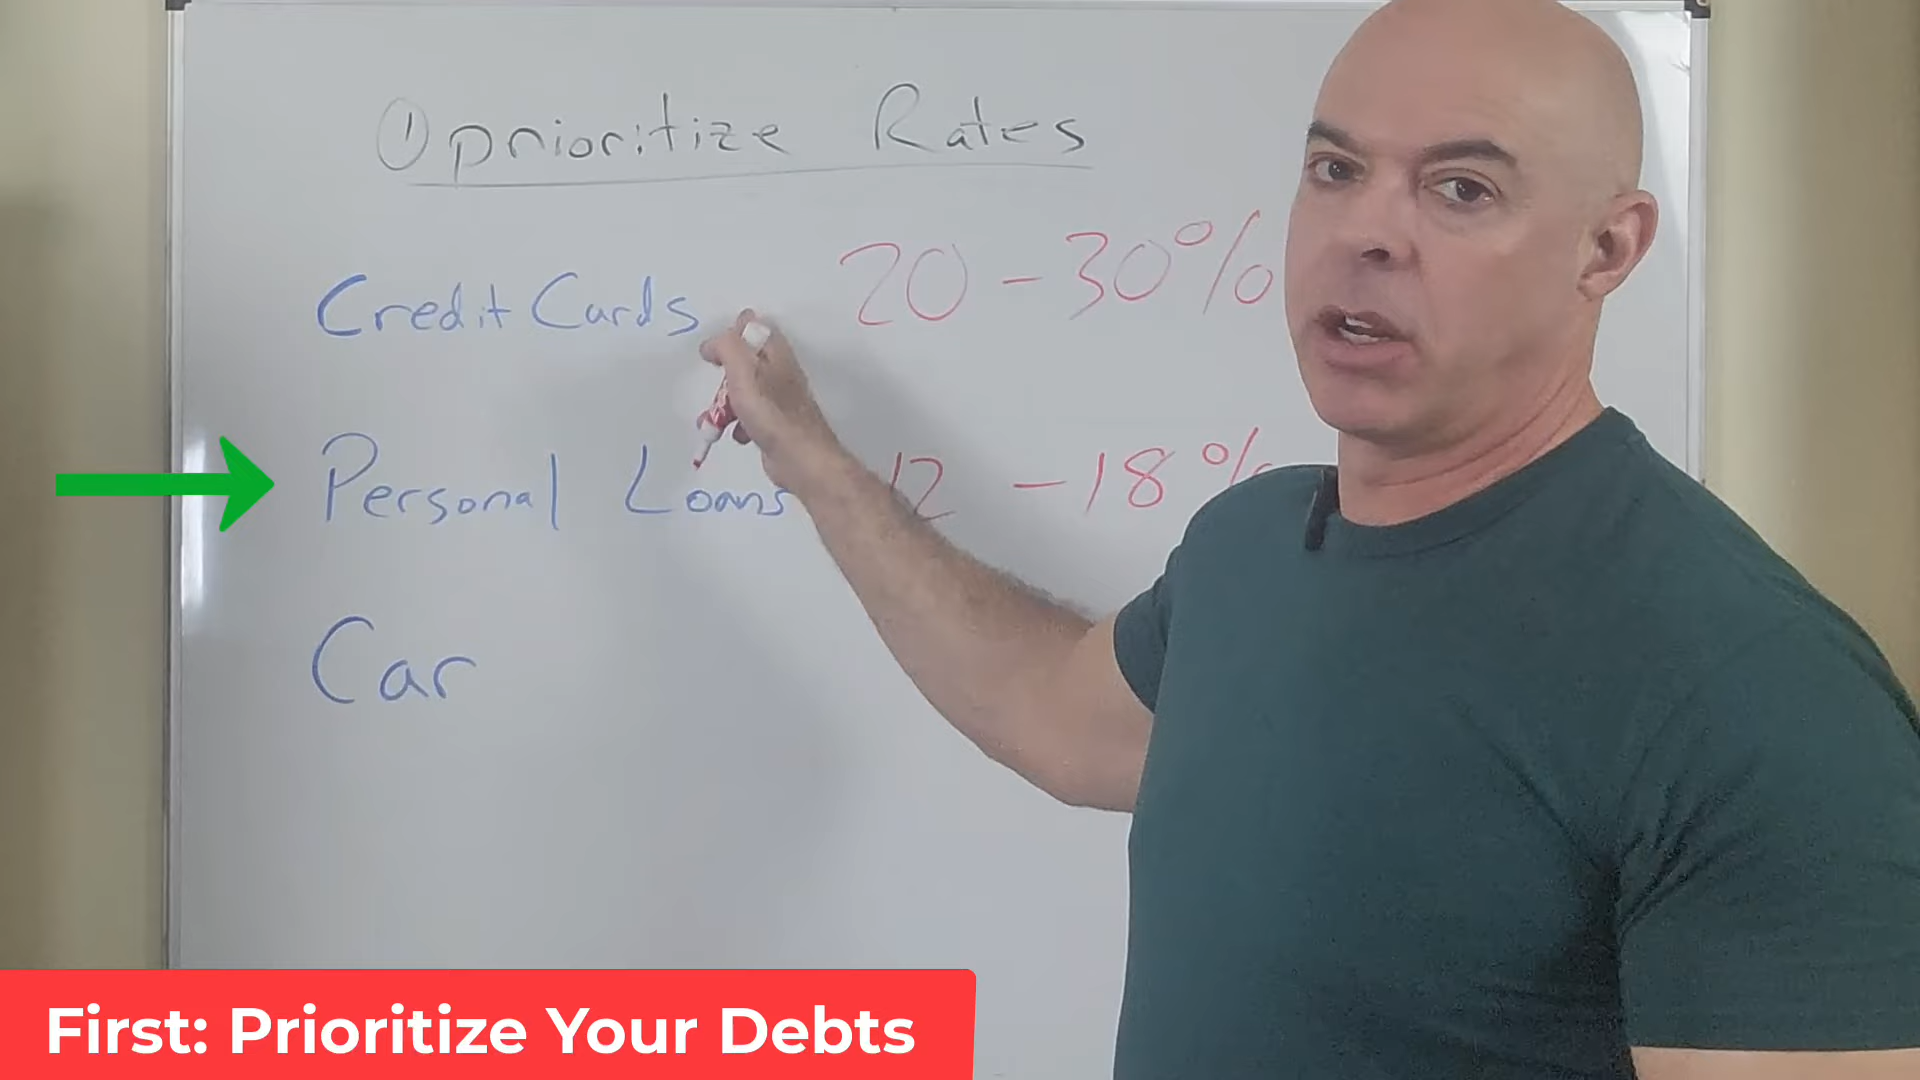 ① prioritize Rates
Credit Cards 20 - 30%
Personal Loans 12 - 18%
Car
First: Prioritize Your Debts